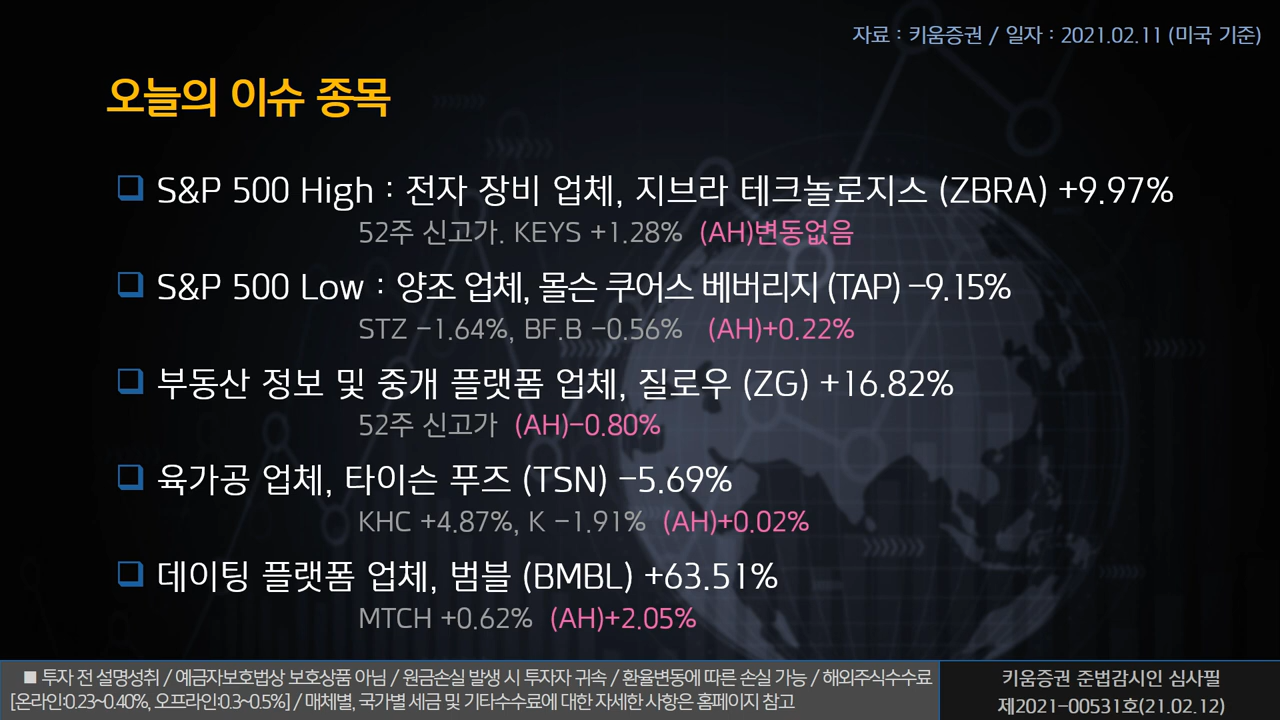 자료 : 키움증권 / 일자 : 2021.02.11 (미국 기준)
오늘의 이슈 종목
❏ S&P 500 High : 전자 장비 업체, 지브라 테크놀로지스 (ZBRA) +9.97%
52주 신고가. KEYS +1.28% (AH)변동없음
❏ S&P 500 Low : 양조 업체, 몰슨 쿠어스 베버리지 (TAP) -9.15%
STZ -1.64%, BF.B -0.56% (AH)+0.22%
❏ 부동산 정보 및 중개 플랫폼 업체, 질로우 (ZG) +16.82%
52주 신고가 (AH)-0.80%
❏ 육가공 업체, 타이슨 푸즈 (TSN) -5.69%
KHC +4.87%, K -1.91% (AH)+0.02%
❏ 데이팅 플랫폼 업체, 범블 (BMBL) +63.51%
MTCH +0.62% (AH)+2.05%
■ 투자 전 설명청취 / 예금자보호법상 보호상품 아님 / 원금손실 발생 시 투자자 귀속 / 환율변동에 따른 손실 가능 / 해외주식수수료
[온라인:0.23~0.40%, 오프라인:0.3~0.5%] / 매체별, 국가별 세금 및 기타수수료에 대한 자세한 사항은 홈페이지 참고
키움증권 준법감시인 심사필
제2021-00531호(21.02.12)